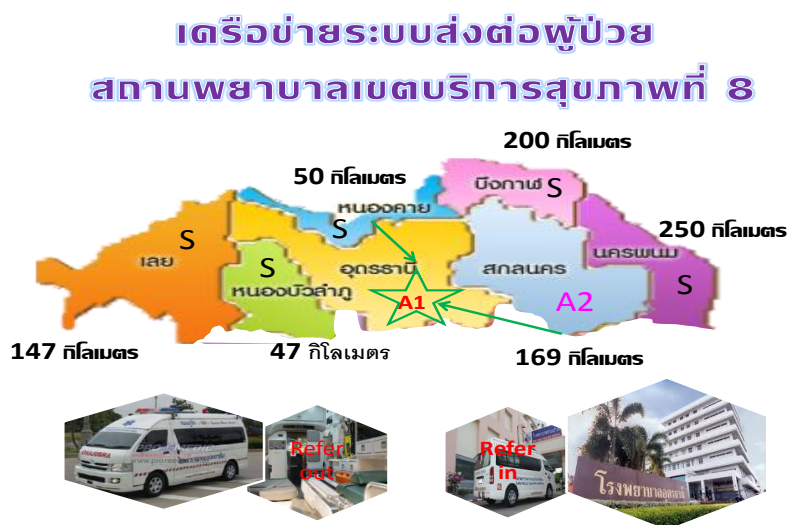 เครือข่ายระบบส่งต่อผู้ป่วย
สถานพยาบาลเขตบริการสุขภาพที่ 8
200 กิโลเมตร
50 กิโลเมตร
บึงกาฬ S
หนองคาย
S
250 กิโลเมตร
S
เลย
S
หนองบัวลำภู
อุดรธานี
สกลนคร
นครพนม
S
A1
A2
147 กิโลเมตร
47 กิโลเมตร
169 กิโลเมตร
Refer
out
Refer
in
โรงพยาบาลอุดรธานี